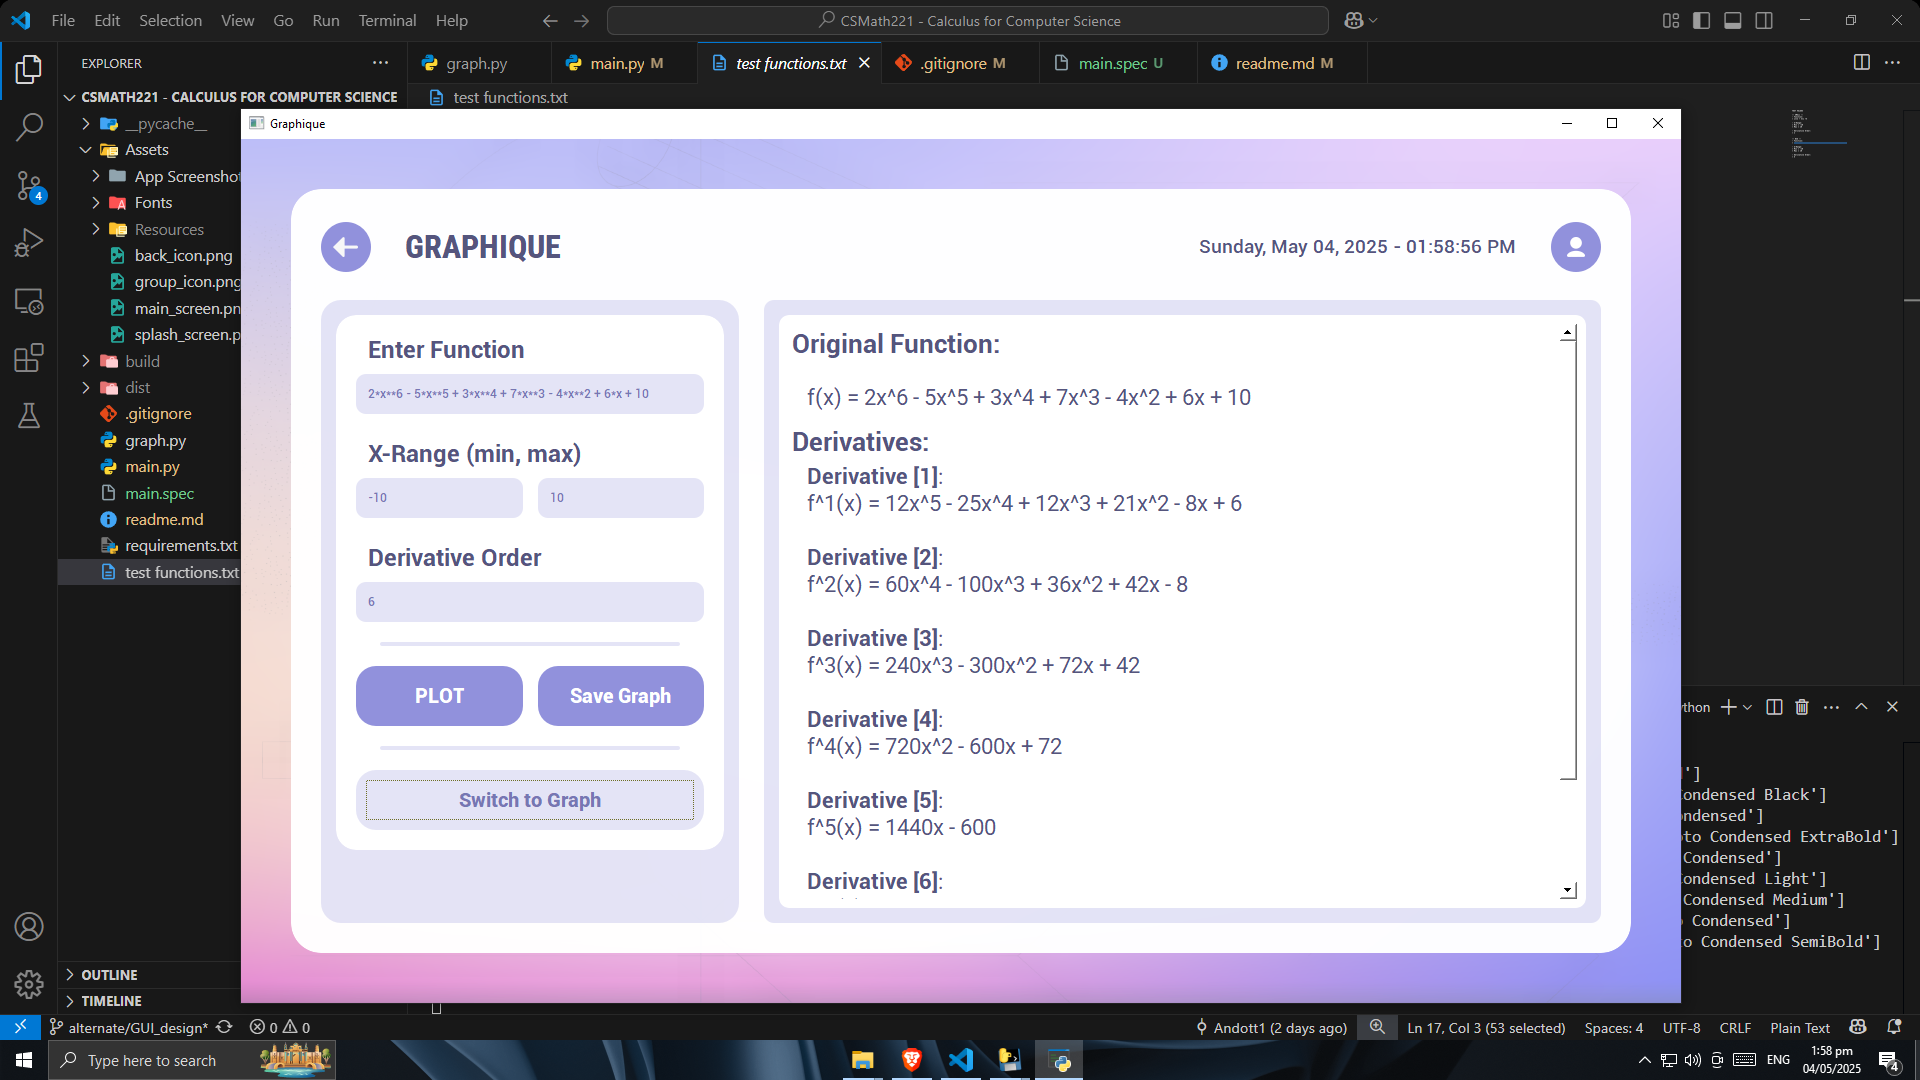 File Edit Selection View Go Run Terminal Help
CSMath221 - Calculus for Computer Science
EXPLORER
graph.py
main.py M
test functions.txt
.gitignore M
main.spec U
readme.md M
CSMATH221 - CALCULUS FOR COMPUTER SCIENCE
test functions.txt
__pycache__
Assets
App Screenshot
Fonts
Resources
back_icon.png
group_icon.png
main_screen.pn
splash_screen.p
build
dist
.gitignore
graph.py
main.py
main.spec
readme.md
requirements.txt
test functions.txt
OUTLINE
TIMELINE
4
Graphique
GRAPHIQUE
Sunday, May 04, 2025 - 01:58:56 PM
Enter Function
2*x**6 - 5*x**5 + 3*x**4 + 7*x**3 - 4*x**2 + 6*x + 10
X-Range (min, max)
-10
10
Derivative Order
6
PLOT
Save Graph
Switch to Graph
Original Function:
f(x) = 2x^6 - 5x^5 + 3x^4 + 7x^3 - 4x^2 + 6x + 10
Derivatives:
Derivative [1]:
f^1(x) = 12x^5 - 25x^4 + 12x^3 + 21x^2 - 8x + 6
Derivative [2]:
f^2(x) = 60x^4 - 100x^3 + 36x^2 + 42x - 8
Derivative [3]:
f^3(x) = 240x^3 - 300x^2 + 72x + 42
Derivative [4]:
f^4(x) = 720x^2 - 600x + 72
Derivative [5]:
f^5(x) = 1440x - 600
Derivative [6]:
ython
']
Condensed Black']
ondensed']
oto Condensed ExtraBold']
Condensed']
Condensed Light']
Condensed Medium']
Condensed']
o Condensed SemiBold']
alternate/GUI_design*
0
0
Andott1 (2 days ago)
Ln 17, Col 3 (53 selected)
Spaces: 4
UTF-8
CRLF
Plain Text
Type here to search
ENG
1:58 pm
04/05/2025
4